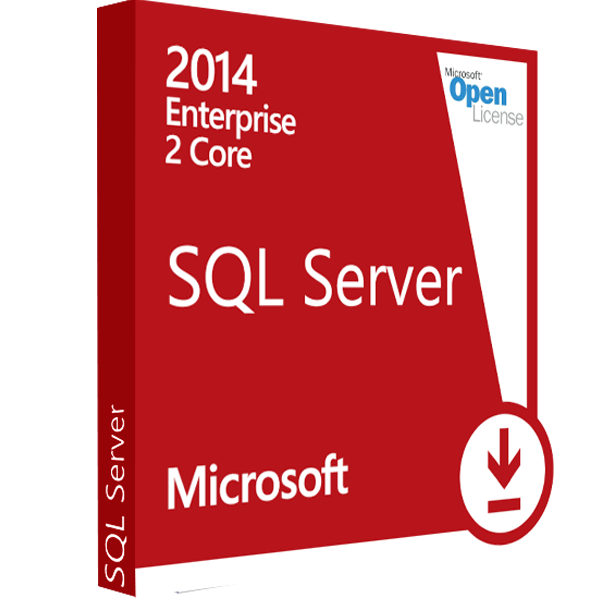 2014
Enterprise
2 Core
Microsoft
Open
License
SQL Server
Microsoft
SQL Server